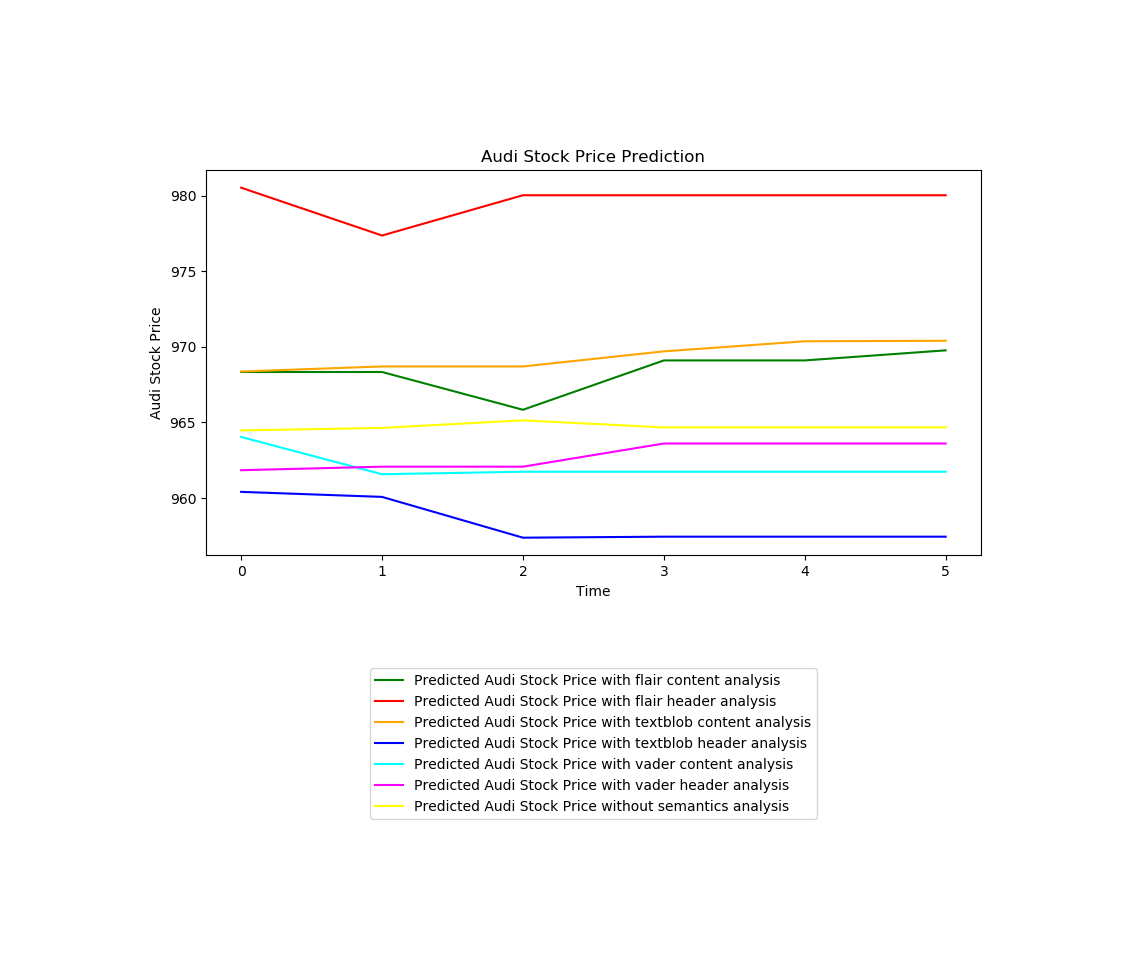 Audi Stock Price Prediction
980
975
970
965
960
Audi Stock Price
0 1 2 3 4 5
Time
Predicted Audi Stock Price with flair content analysis
Predicted Audi Stock Price with flair header analysis
Predicted Audi Stock Price with textblob content analysis
Predicted Audi Stock Price with textblob header analysis
Predicted Audi Stock Price with vader content analysis
Predicted Audi Stock Price with vader header analysis
Predicted Audi Stock Price without semantics analysis